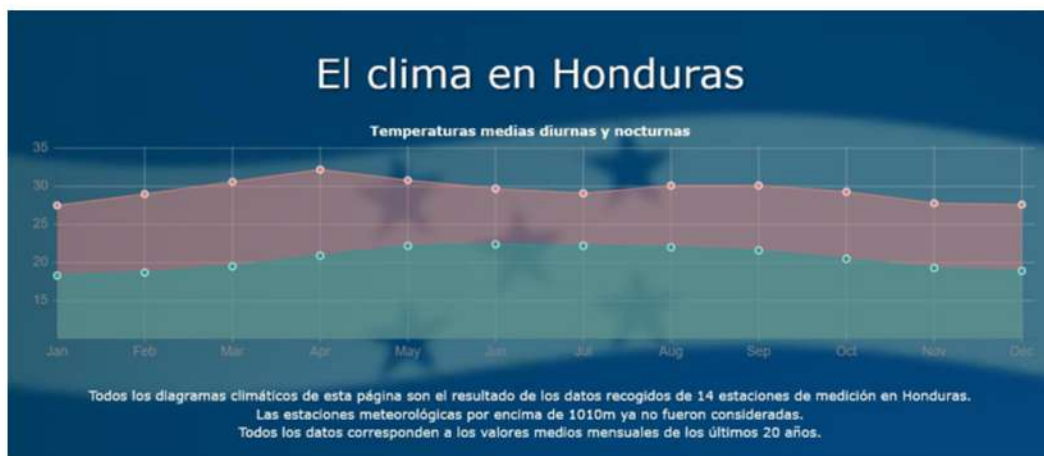 El clima en Honduras
Temperaturas medias diurnas y nocturnas
35
30
25
20
15
Jan Feb Mar Apr May Jun Jul Aug Sep Oct Nov Dec
Todos los diagramas climáticos de esta página son el resultado de los datos recogidos de 14 estaciones de medición en Honduras.
Las estaciones meteorológicas por encima de 1010m ya no fueron consideradas.
Todos los datos corresponden a los valores medios mensuales de los últimos 20 años.